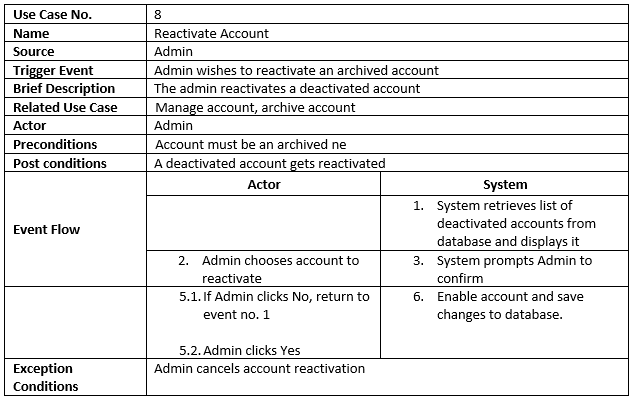 Use Case No. 8
Name Reactivate Account
Source Admin
Trigger Event Admin wishes to reactivate an archived account
Brief Description The admin reactivates a deactivated account
Related Use Case Manage account, archive account
Actor Admin
Preconditions Account must be an archived ne
Post conditions A deactivated account gets reactivated
Event Flow
Actor System
1. System retrieves list of
deactivated accounts from
database and displays it
2. Admin chooses account to
reactivate
3. System prompts Admin to
confirm
5.1. If Admin clicks No, return to
event no. 1
5.2. Admin clicks Yes
6. Enable account and save
changes to database.
Exception
Conditions
Admin cancels account reactivation